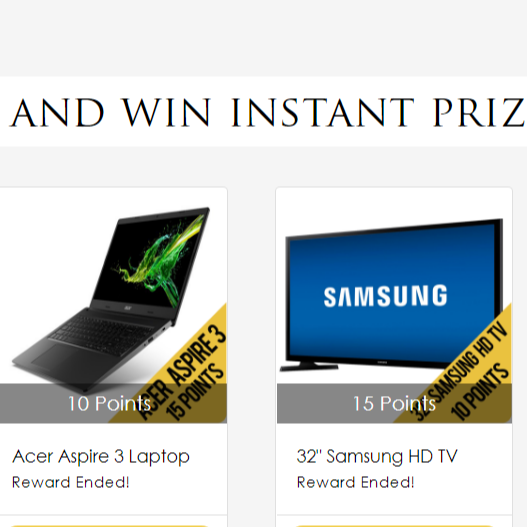 AND WIN INSTANT PRIZ
acer
ACER ASPIRE 3
15 POINTS
10 Points
Acer Aspire 3 Laptop
Reward Ended!
SAMSUNG
32" SAMSUNG HD TV
10 POINTS
15 Points
32" Samsung HD TV
Reward Ended!